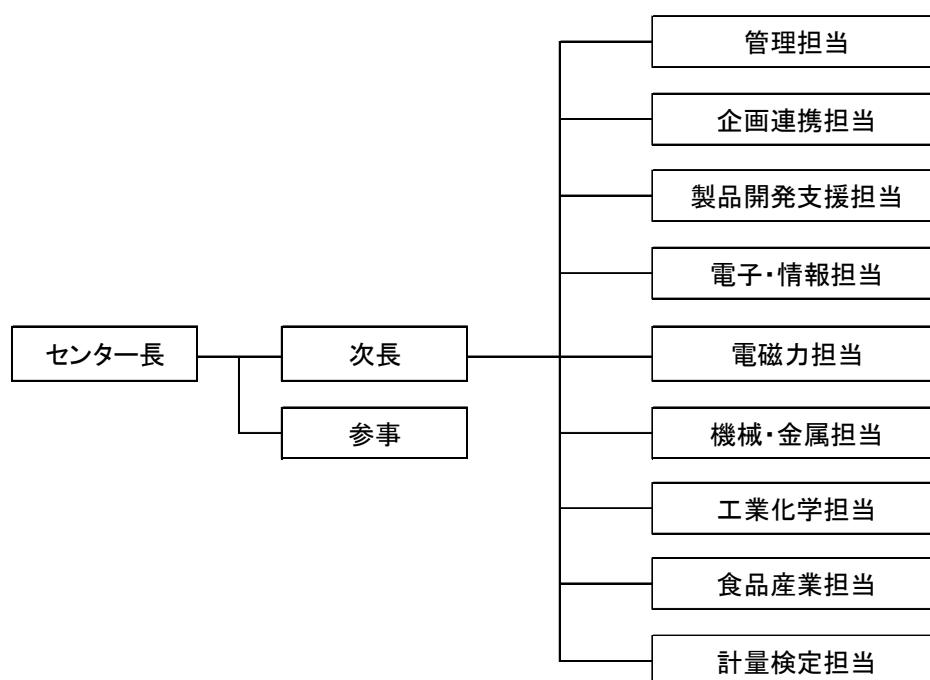 センター長
次長
参事
管理担当
企画連携担当
製品開発支援担当
電子・情報担当
電磁力担当
機械・金属担当
工業化学担当
食品産業担当
計量検定担当